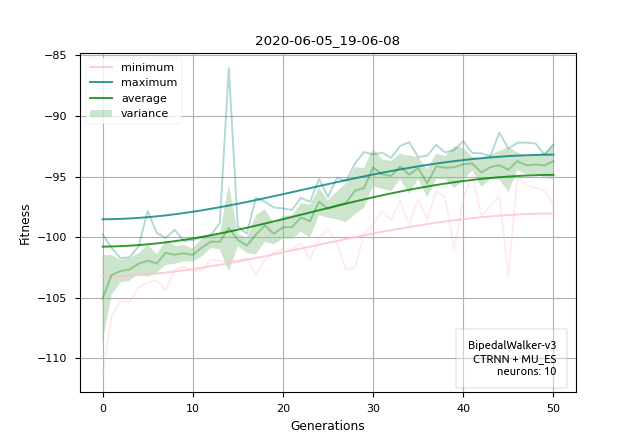 2020-06-05_19-06-08
−85
−90
−95
−100
−105
−110
Fitness
minimum
maximum
average
variance
BipedalWalker-v3
CTRNN + MU_ES
neurons: 10
0
10
20
30
40
50
Generations